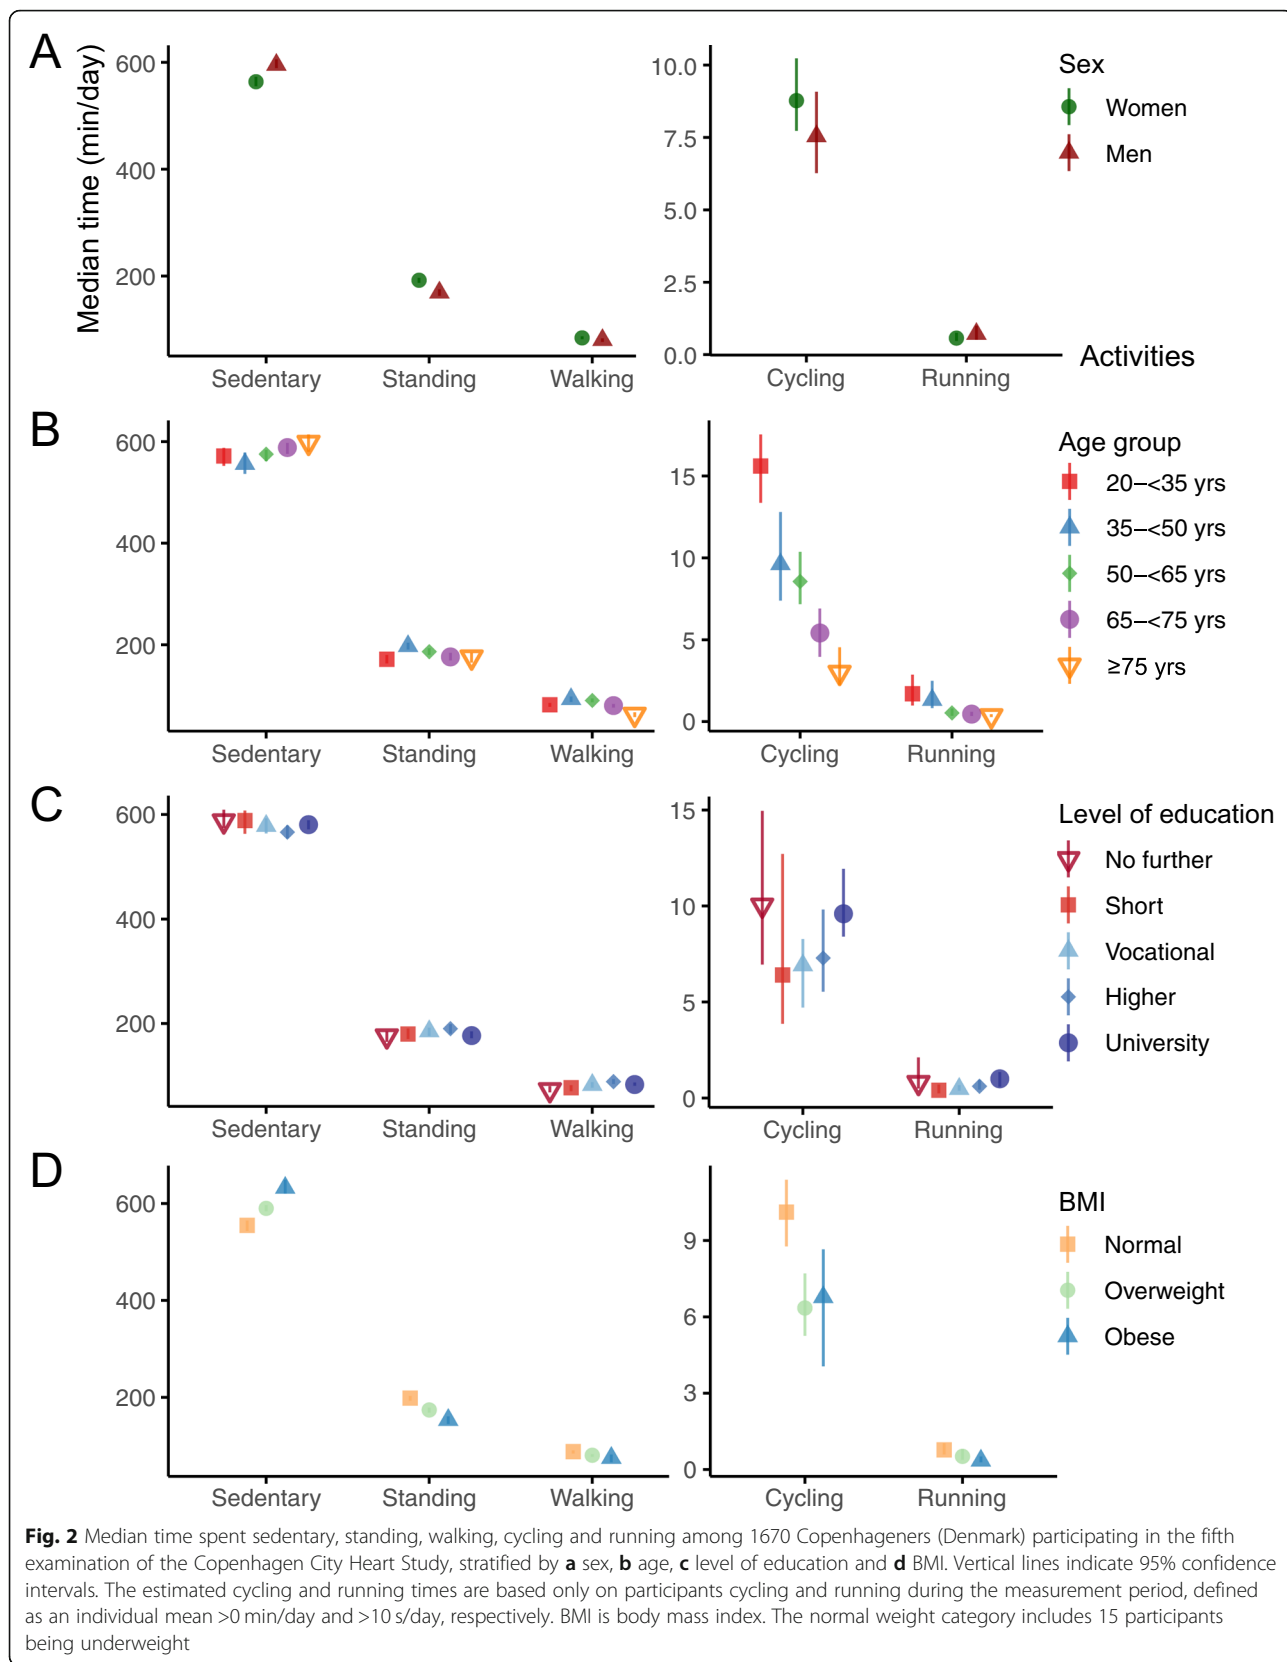 A
Median time (min/day)
600
400
200
Sedentary Standing Walking
10.0
7.5
5.0
2.5
0.0
Cycling Running
Activities
Sex
Women
Men
B
600
400
200
Sedentary Standing Walking
15
10
5
0
Cycling Running
Age group
20–<35 yrs
35–<50 yrs
50–<65 yrs
65–<75 yrs
≥75 yrs
C
600
400
200
Sedentary Standing Walking
15
10
5
0
Cycling Running
Level of education
No further
Short
Vocational
Higher
University
D
600
400
200
Sedentary Standing Walking
9
6
3
0
Cycling Running
BMI
Normal
Overweight
Obese
Fig. 2 Median time spent sedentary, standing, walking, cycling and running among 1670 Copenhageners (Denmark) participating in the fifth
examination of the Copenhagen City Heart Study, stratified by a sex, b age, c level of education and d BMI. Vertical lines indicate 95% confidence
intervals. The estimated cycling and running times are based only on participants cycling and running during the measurement period, defined
as an individual mean >0 min/day and >10 s/day, respectively. BMI is body mass index. The normal weight category includes 15 participants
being underweight